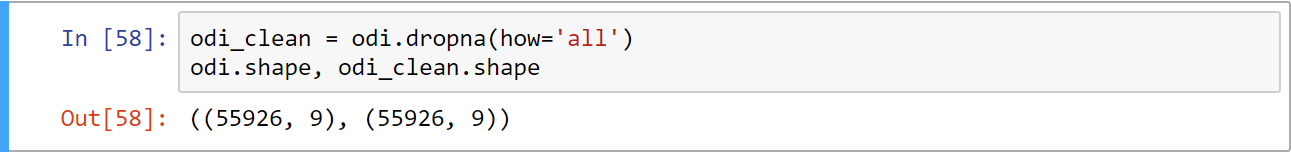 In [58]: odi_clean = odi.dropna(how='all')
odi.shape, odi_clean.shape
Out[58]: ((55926, 9), (55926, 9))